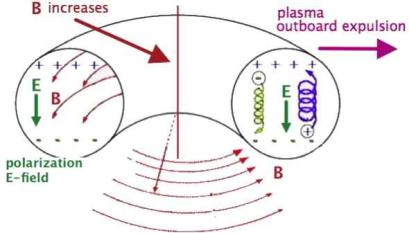 B increases
plasma
outboard expulsion
+ + + +
E
B
- - - -
polarization
E-field
+ + + +
-
E
+
- - - -
B